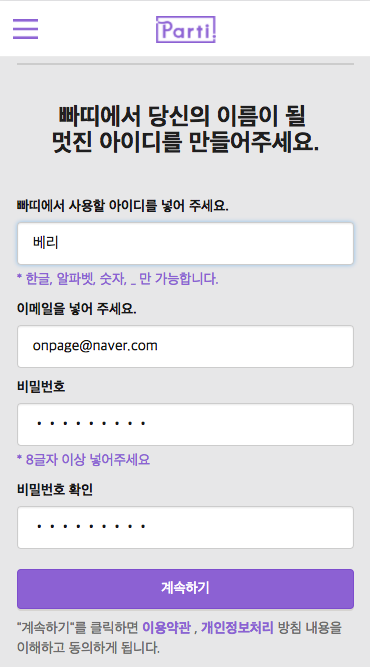 Parti!
빠띠에서 당신의 이름이 될
멋진 아이디를 만들어주세요.
빠띠에서 사용할 아이디를 넣어 주세요.
베리
* 한글, 알파벳, 숫자, _ 만 가능합니다.
이메일을 넣어 주세요.
onpage@naver.com
비밀번호
• • • • • • • • •
* 8글자 이상 넣어주세요
비밀번호 확인
• • • • • • • • •
계속하기
"계속하기"를 클릭하면 이용약관 , 개인정보처리 방침 내용을
이해하고 동의하게 됩니다.